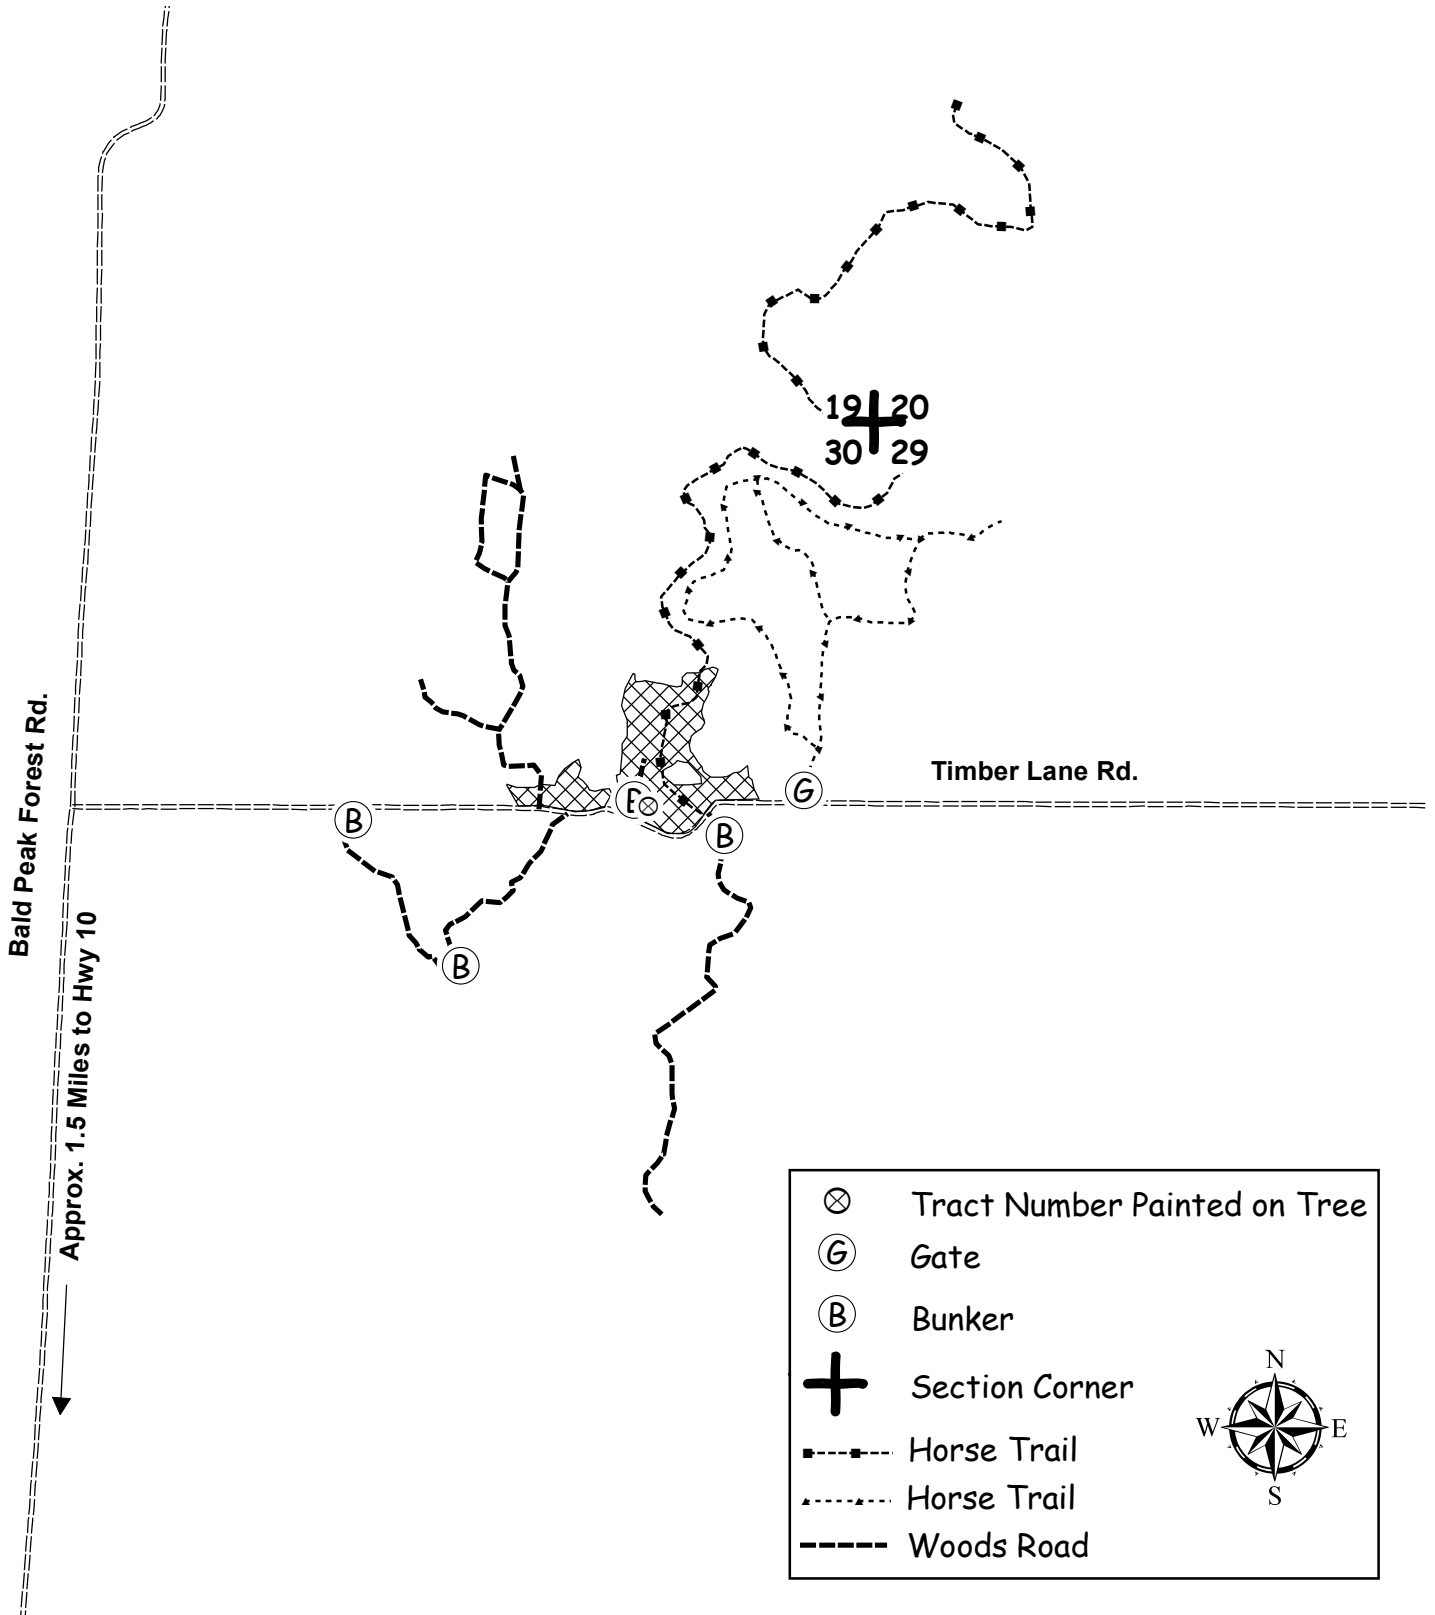 19 20
30 29
Timber Lane Rd.
Bald Peak Forest Rd.
Approx. 1.5 Miles to Hwy 10
B
B
G
B
B
Tract Number Painted on Tree
G Gate
B Bunker
Section Corner
Horse Trail
Horse Trail
Woods Road
N
W E
S